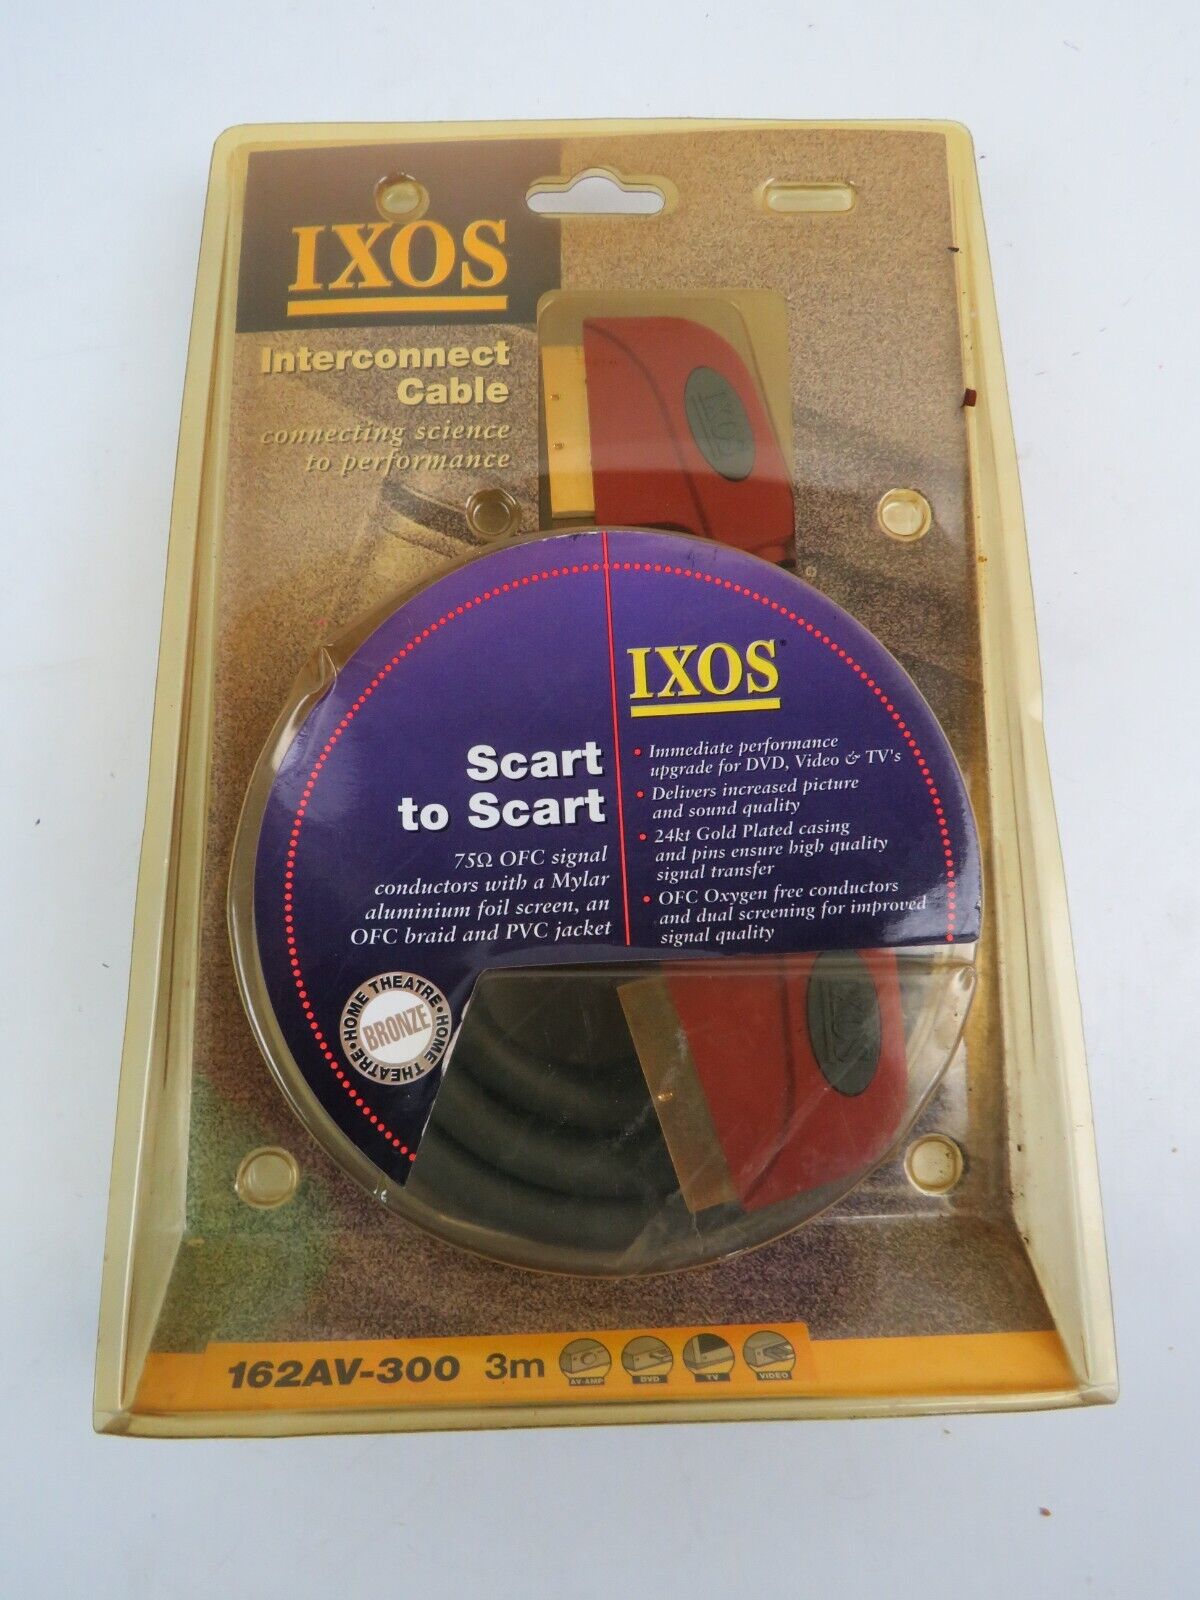 IXOS
Interconnect
Cable
connecting science
to performance
IXOS
IXOS®
Scart
to Scart
75Ω OFC signal
conductors with a Mylar
aluminium foil screen, an
OFC braid and PVC jacket
• Immediate performance
upgrade for DVD, Video & TV's
• Delivers increased picture
and sound quality
• 24kt Gold Plated casing
and pins ensure high quality
signal transfer
• OFC Oxygen free conductors
and dual screening for improved
signal quality
•HOME THEATRE•HOME THEATRE
BRONZE
IXOS
162AV-300 3m
AV-AMP DVD TV VIDEO